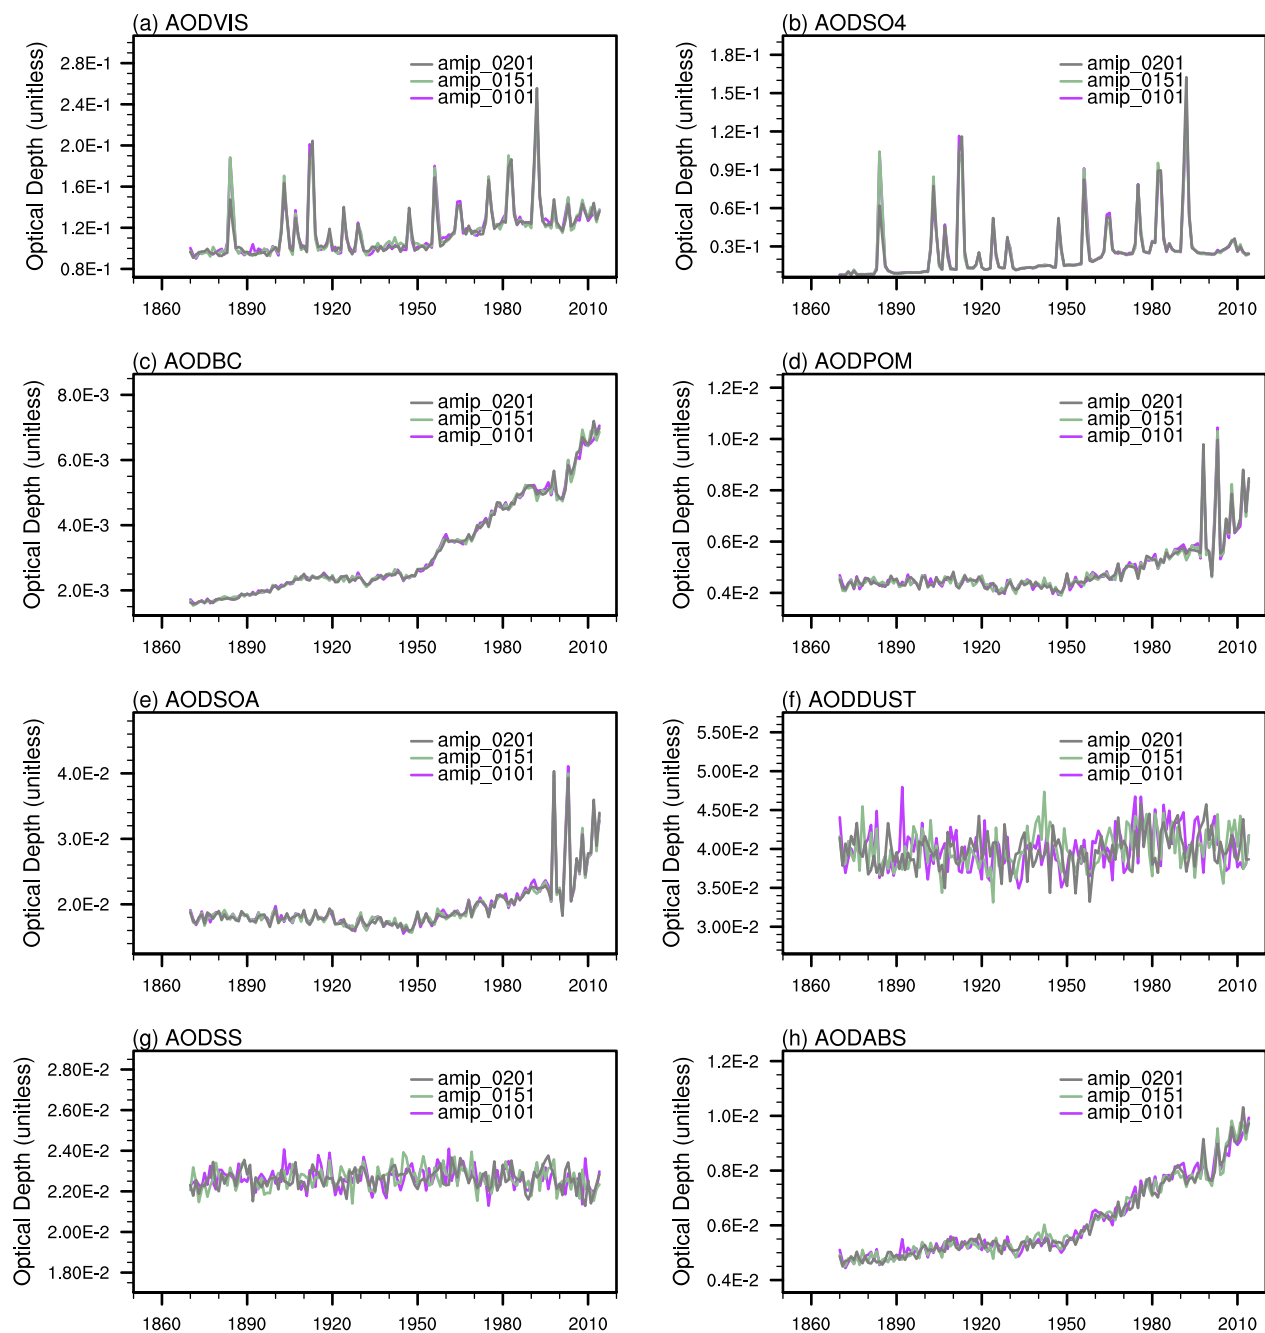 (a) AODVIS
Optical Depth (unitless)
2.8E-1
2.4E-1
2.0E-1
1.6E-1
1.2E-1
0.8E-1
amip_0201
amip_0151
amip_0101
1860 1890 1920 1950 1980 2010
(b) AODSO4
Optical Depth (unitless)
1.8E-1
1.5E-1
1.2E-1
0.9E-1
0.6E-1
0.3E-1
amip_0201
amip_0151
amip_0101
1860 1890 1920 1950 1980 2010
(c) AODBC
Optical Depth (unitless)
8.0E-3
6.0E-3
4.0E-3
2.0E-3
amip_0201
amip_0151
amip_0101
1860 1890 1920 1950 1980 2010
(d) AODPOM
Optical Depth (unitless)
1.2E-2
1.0E-2
0.8E-2
0.6E-2
0.4E-2
amip_0201
amip_0151
amip_0101
1860 1890 1920 1950 1980 2010
(e) AODSOA
Optical Depth (unitless)
4.0E-2
3.0E-2
2.0E-2
amip_0201
amip_0151
amip_0101
1860 1890 1920 1950 1980 2010
(f) AODDUST
Optical Depth (unitless)
5.50E-2
5.00E-2
4.50E-2
4.00E-2
3.50E-2
3.00E-2
amip_0201
amip_0151
amip_0101
1860 1890 1920 1950 1980 2010
(g) AODSS
Optical Depth (unitless)
2.80E-2
2.60E-2
2.40E-2
2.20E-2
2.00E-2
1.80E-2
amip_0201
amip_0151
amip_0101
1860 1890 1920 1950 1980 2010
(h) AODABS
Optical Depth (unitless)
1.2E-2
1.0E-2
0.8E-2
0.6E-2
0.4E-2
amip_0201
amip_0151
amip_0101
1860 1890 1920 1950 1980 2010